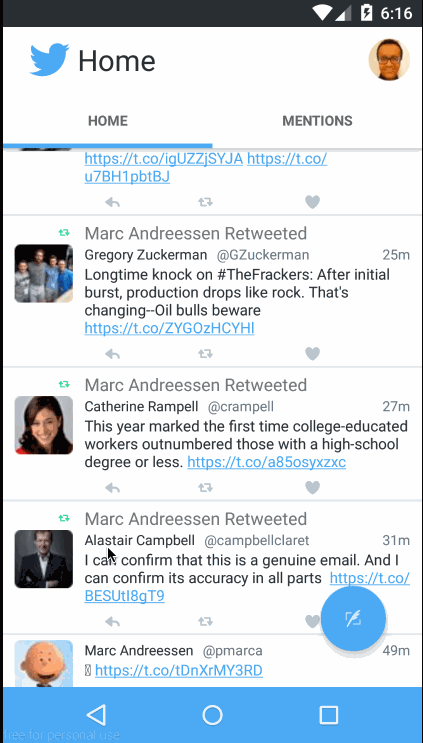 6:16
Home
HOME
MENTIONS
https://t.co/igUZZjSYJA https://t.co/
u7BH1pbtBJ
Marc Andreessen Retweeted
Gregory Zuckerman @GZuckerman 25m
Longtime knock on #TheFrackers: After initial
burst, production drops like rock. That's
changing--Oil bulls beware
https://t.co/ZYGOzHCYHI
Marc Andreessen Retweeted
Catherine Rampell @crampell 27m
This year marked the first time college-educated
workers outnumbered those with a high-school
degree or less. https://t.co/a85osyxzxc
Marc Andreessen Retweeted
Alastair Campbell @campbellclaret 31m
I can confirm that this is a genuine email. And I
can confirm its accuracy in all parts https://t.co/
BESUtI8gT9
Marc Andreessen @pmarca 49m
https://t.co/tDnXrMY3RD
free for personal use